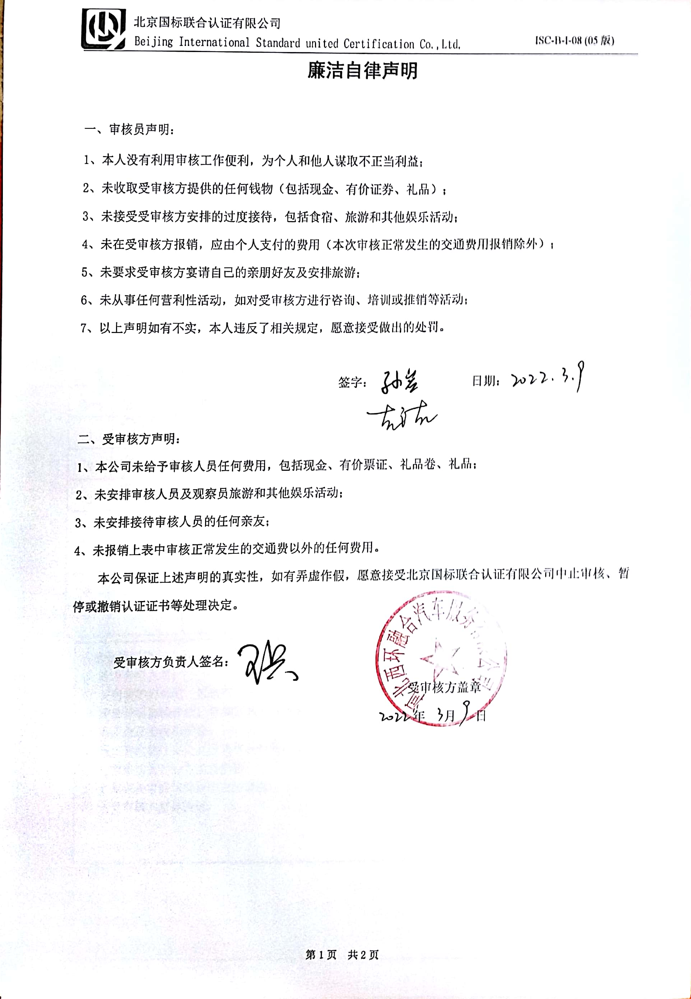 北京国标联合认证有限公司
Beijing International Standard united Certification Co.,Ltd.
ISC-B-I-08(05 版)
廉洁自律声明
一、审核员声明：
1、本人没有利用审核工作便利，为个人和他人谋取不正当利益；
2、未收取受审核方提供的任何钱物（包括现金、有价证券、礼品）；
3、未接受受审核方安排的过度接待，包括食宿、旅游和其他娱乐活动；
4、未在受审核方报销，应由个人支付的费用（本次审核正常发生的交通费用报销除外）；
5、未要求受审核方宴请自己的亲朋好友及安排旅游；
6、未从事任何营利性活动，如对受审核方进行咨询、培训或推销等活动；
7、以上声明如有不实，本人违反了相关规定，愿意接受做出的处罚。
签字： 孙岩 日期： 2022.3.9
二、受审核方声明：
1、本公司未给予审核人员任何费用，包括现金、有价票证、礼品卷、礼品；
2、未安排审核人员及观察员旅游和其他娱乐活动；
3、未安排接待审核人员的任何亲友；
4、未报销上表中审核正常发生的交通费以外的任何费用。
本公司保证上述声明的真实性，如有弄虚作假，愿意接受北京国标联合认证有限公司中止审核、暂
停或撤销认证证书等处理决定。
河北西环融合汽车服务有限公司
受审核方负责人签名：
受审核方盖章
2022年 3月9日
第1页 共2页